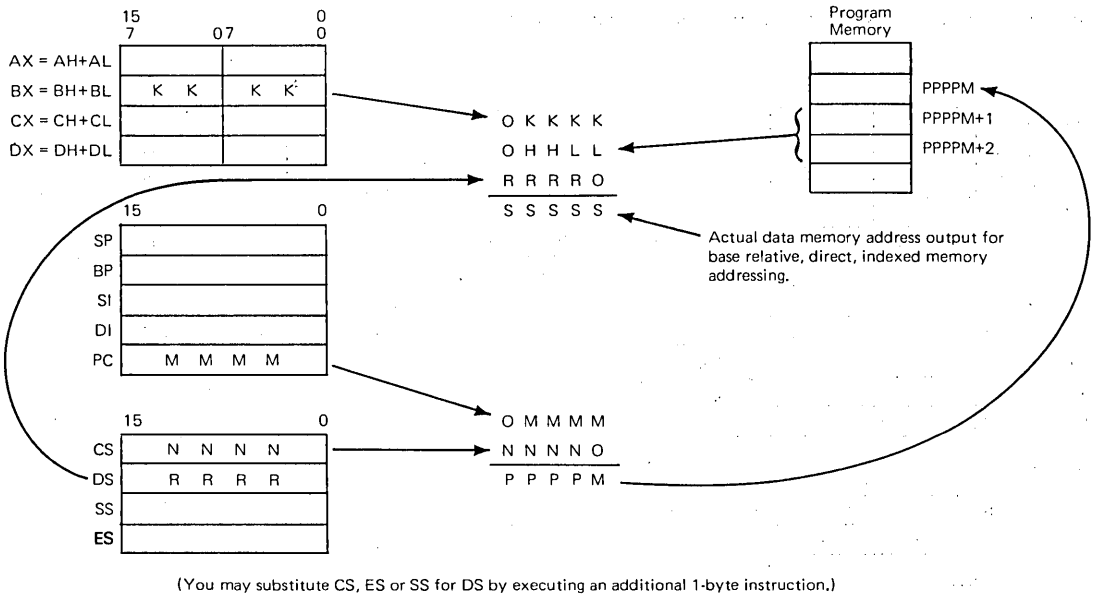 15 0
7 0 7 0
AX = AH+AL
BX = BH+BL K K K K
CX = CH+CL
DX = DH+DL
O K K K K
O H H L L
R R R R O
S S S S S
Program
Memory
PPPPM
PPPPM+1
PPPPM+2
Actual data memory address output for
base relative, direct, indexed memory
addressing.
15 0
SP
BP
SI
DI
PC M M M M
15 0
CS N N N N
DS R R R R
SS
ES
O M M M M
N N N N O
P P P P M
(You may substitute CS, ES or SS for DS by executing an additional 1-byte instruction.)